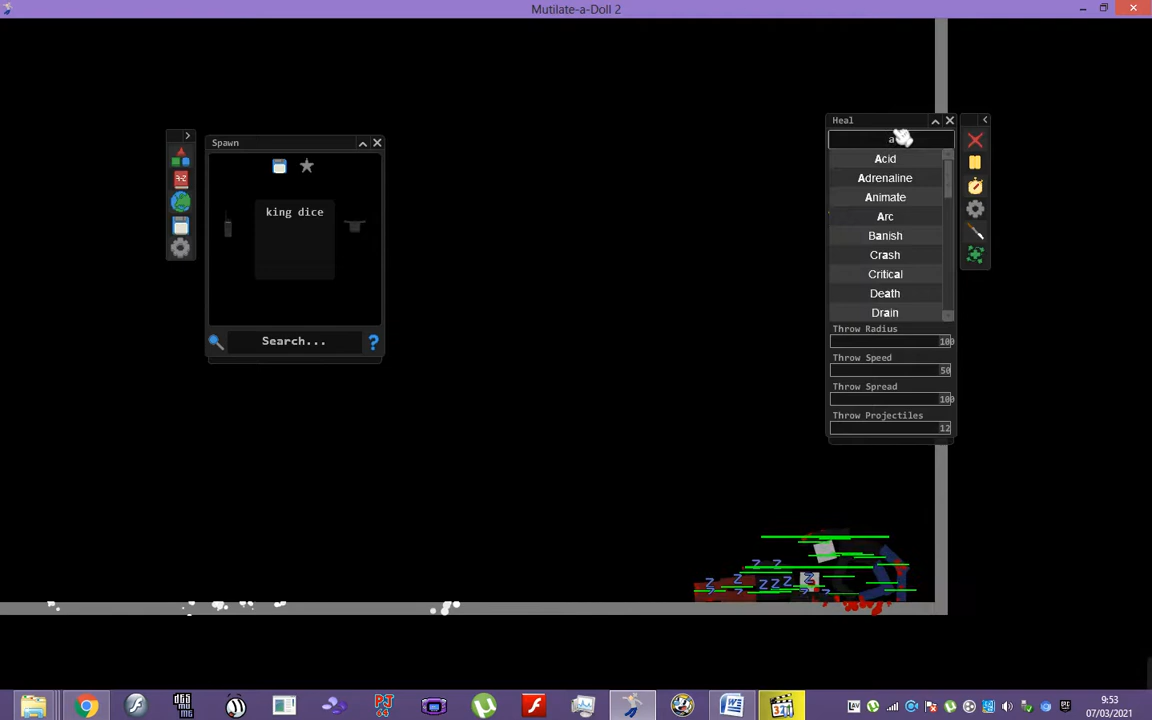 Mutilate-a-Doll 2
Spawn
king dice
Search...
?
Heal
a
Acid
Adrenaline
Animate
Arc
Banish
Crash
Critical
Death
Drain
Throw Radius
100
Throw Speed
50
Throw Spread
100
Throw Projectiles
12
z z
z z z z z z
9:53
07/03/2021